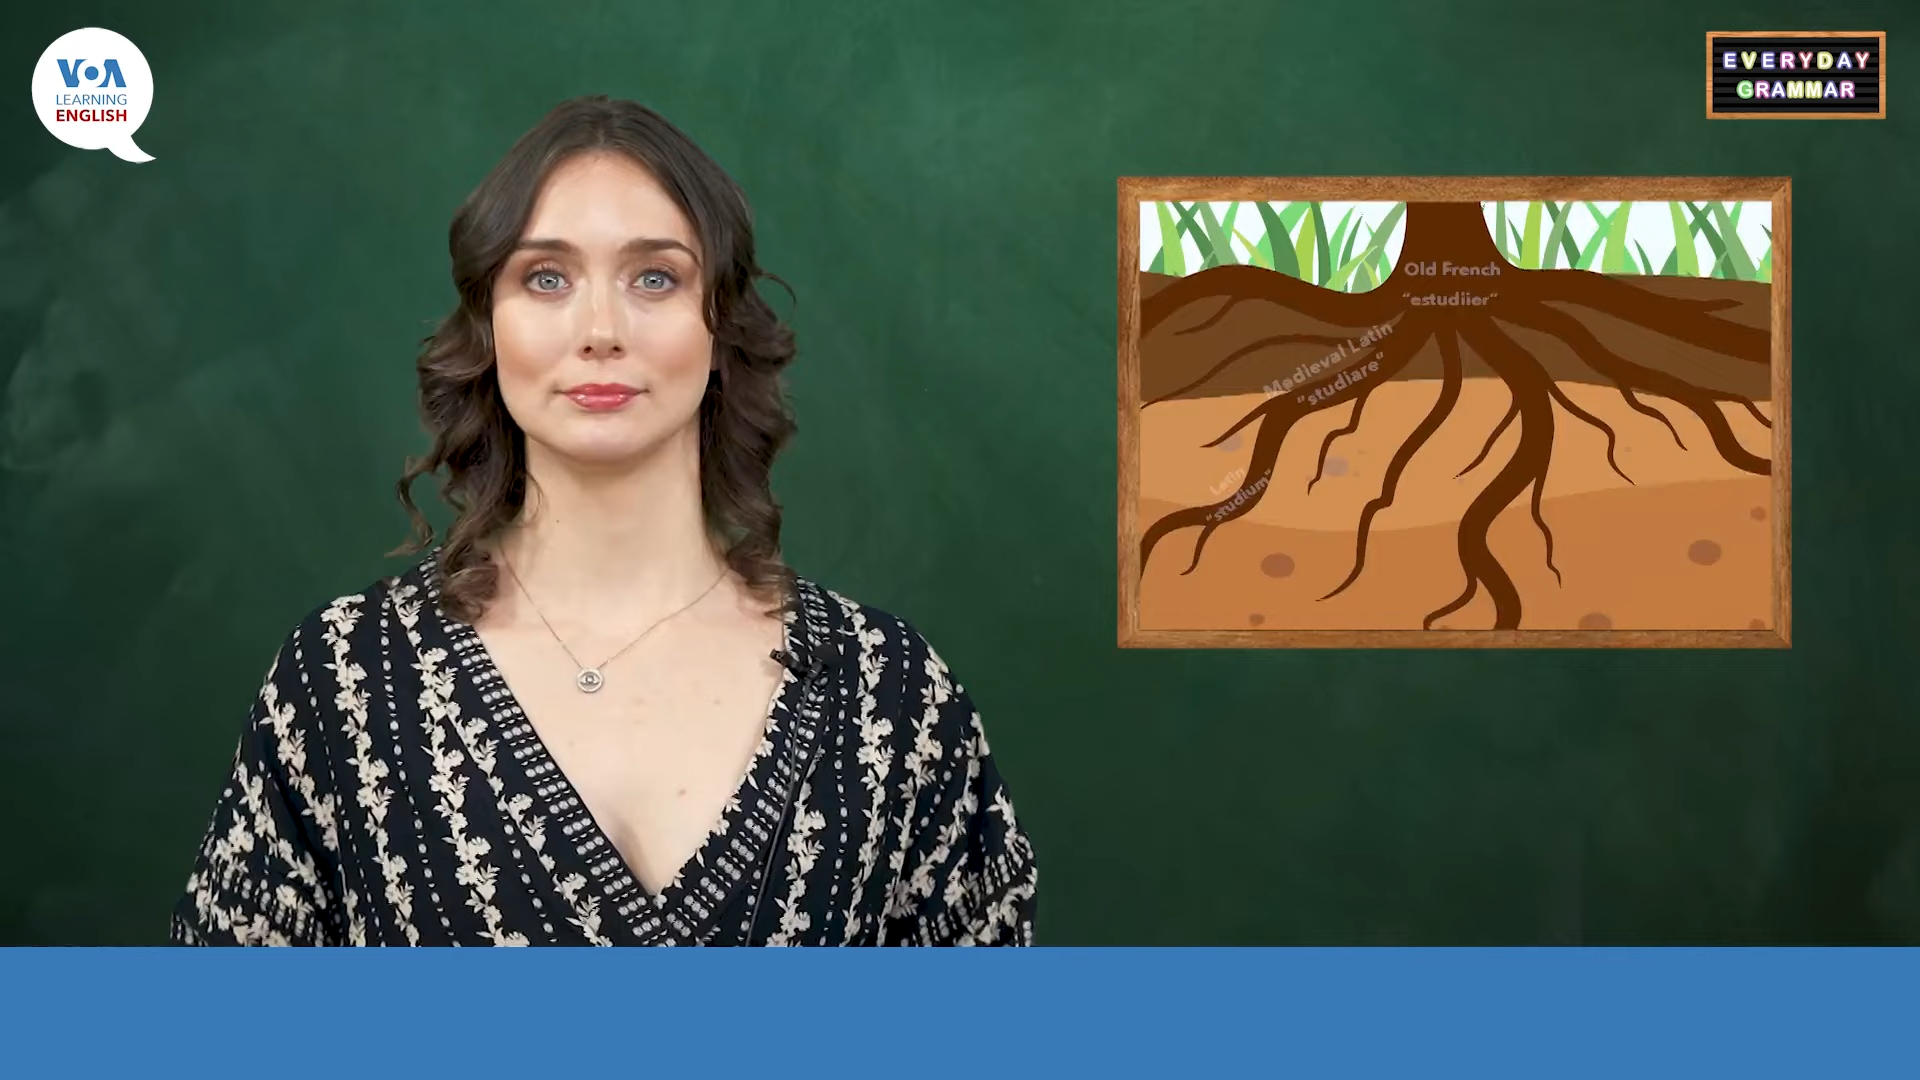 VOA
LEARNING
ENGLISH
EVERYDAY
GRAMMAR
Old French
"estudiier"
Medieval Latin
"studiare"
Latin
"studium"